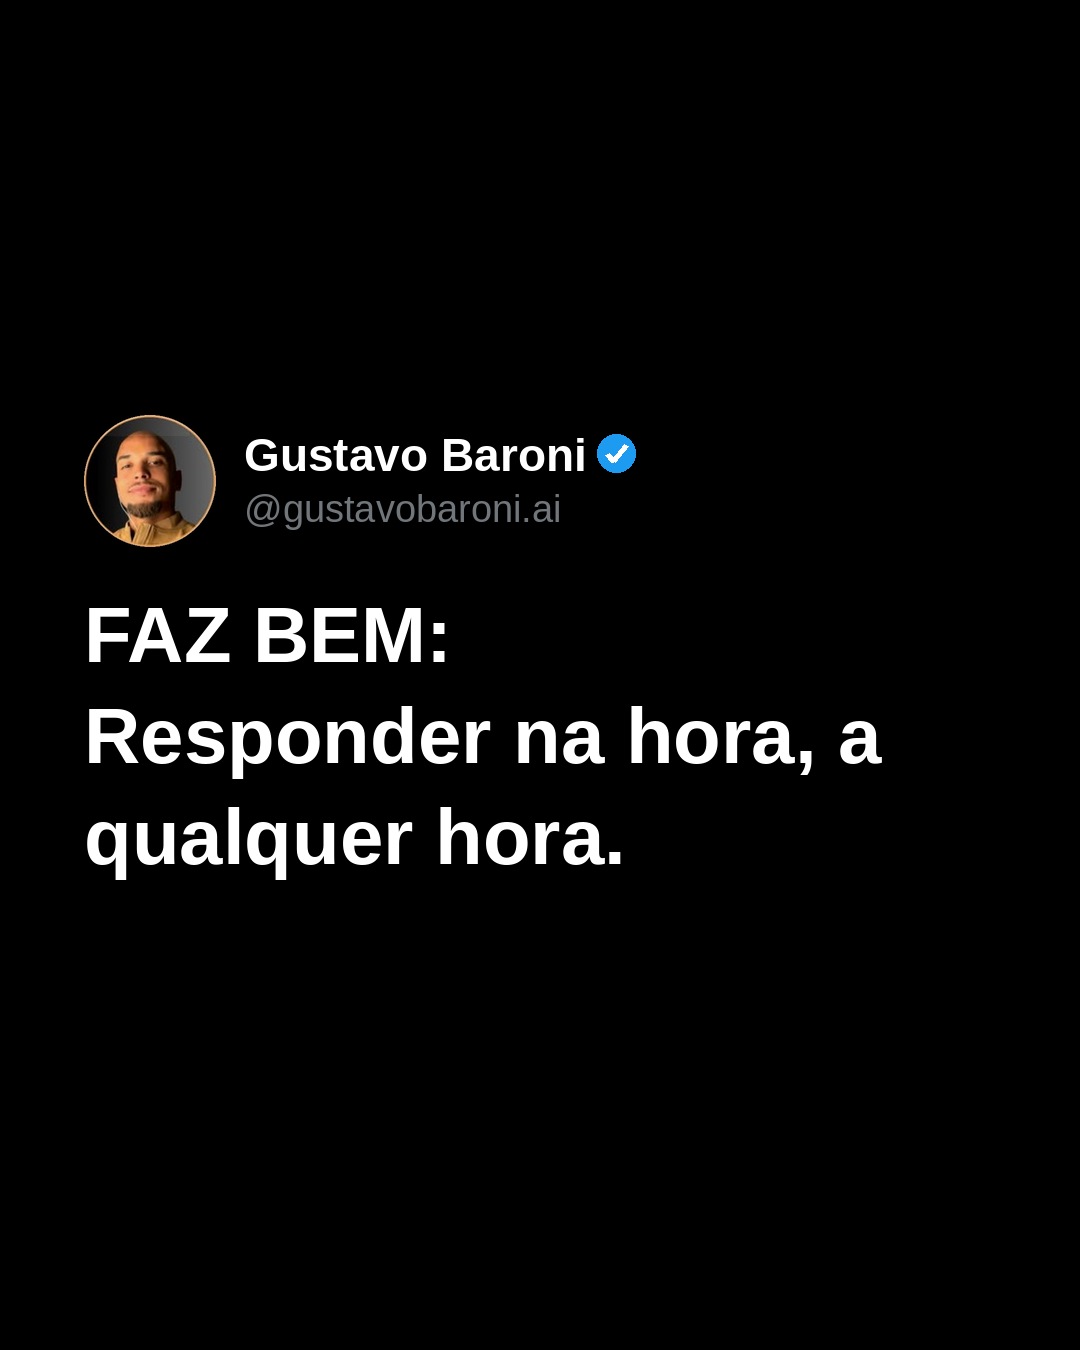 Gustavo Baroni
@gustavobaroni.ai
FAZ BEM:
Responder na hora, a
qualquer hora.